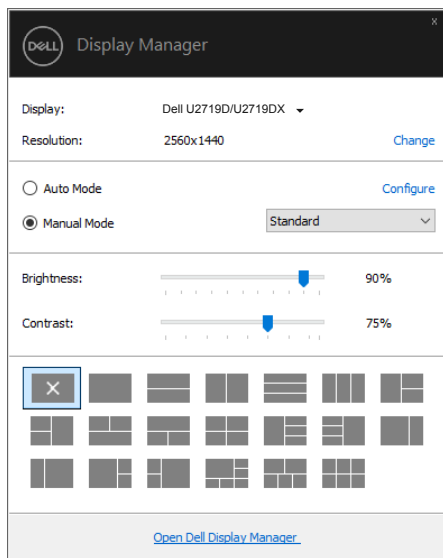 x
DELL Display Manager
Display: Dell U2719D/U2719DX
Resolution: 2560x1440 Change
Auto Mode Configure
Manual Mode Standard
Brightness: 90%
Contrast: 75%
Open Dell Display Manager